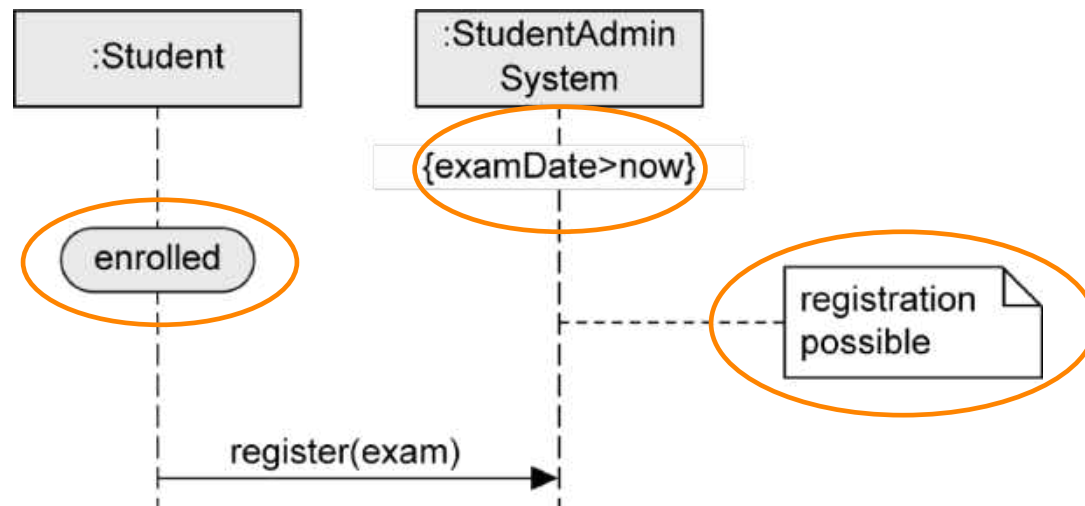 :Student
:StudentAdmin
System
{examDate>now}
enrolled
registration
possible
register(exam)